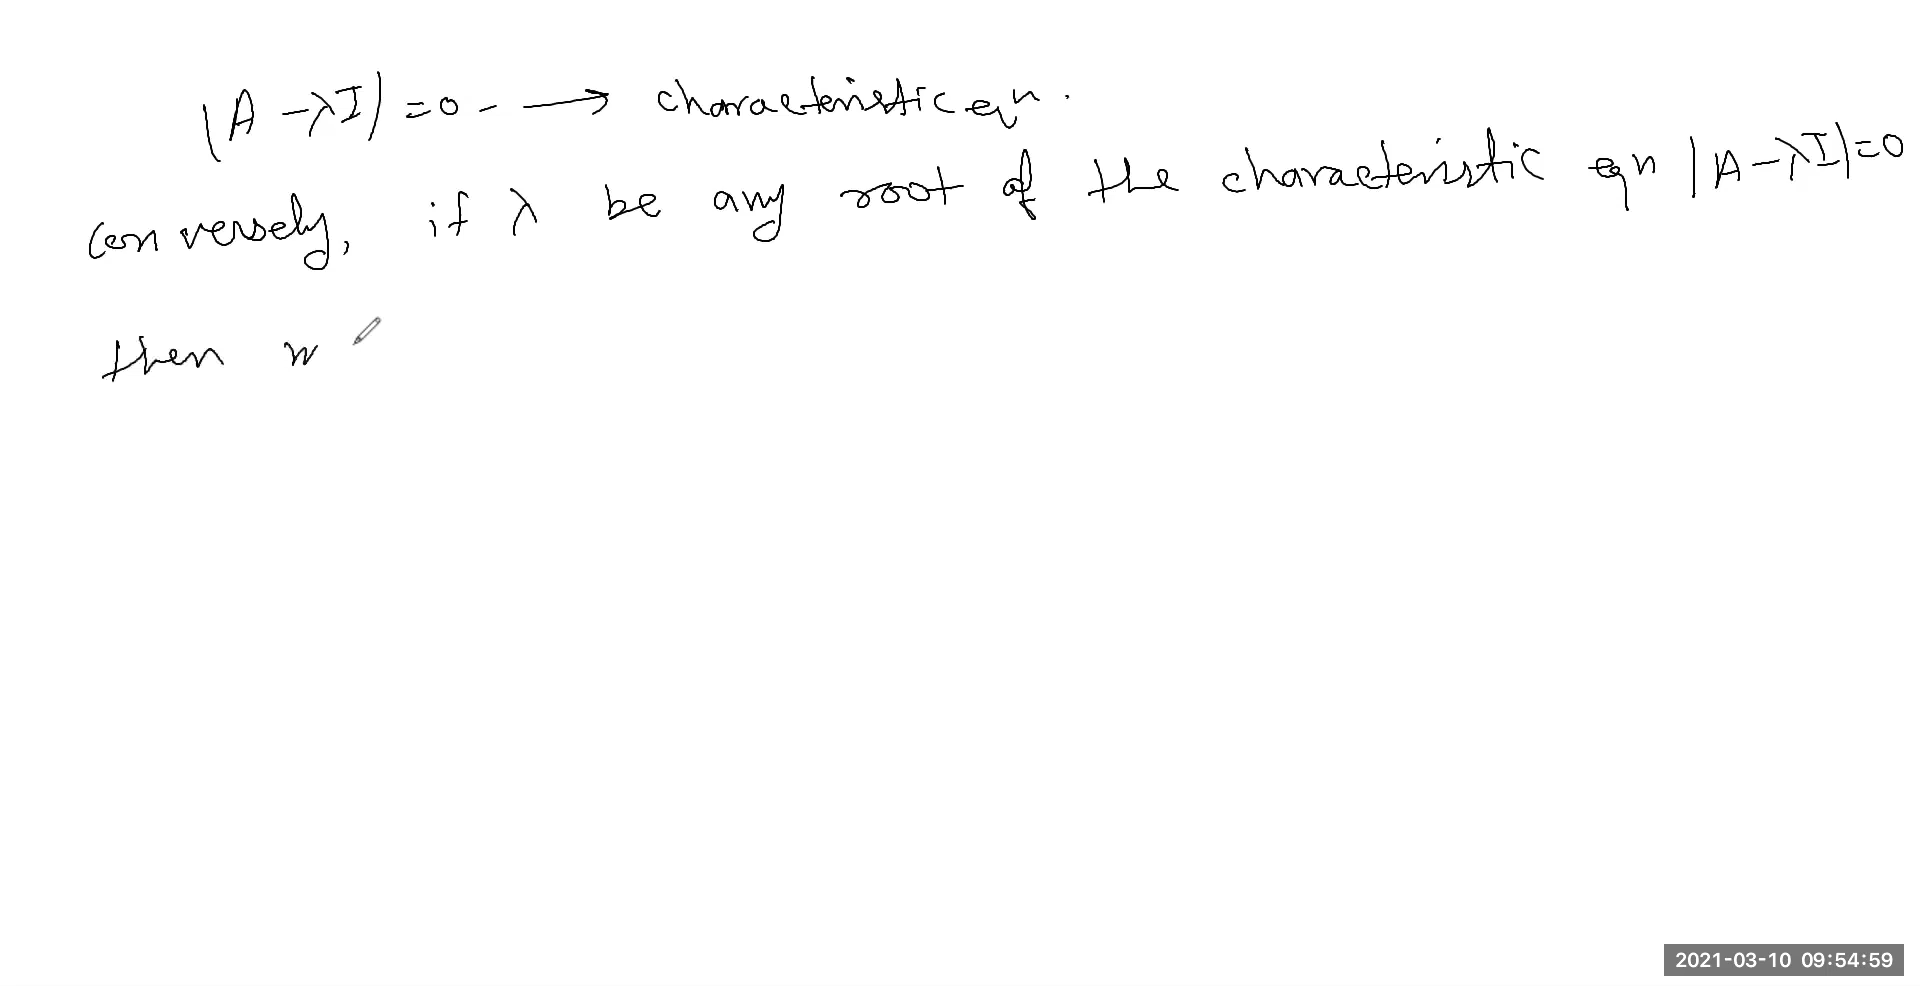 |A - λI| = 0 - → characteristic eqn.
conversely, if λ be any root of the characteristic eqn |A - λI| = 0
then w
2021-03-10 09:54:59